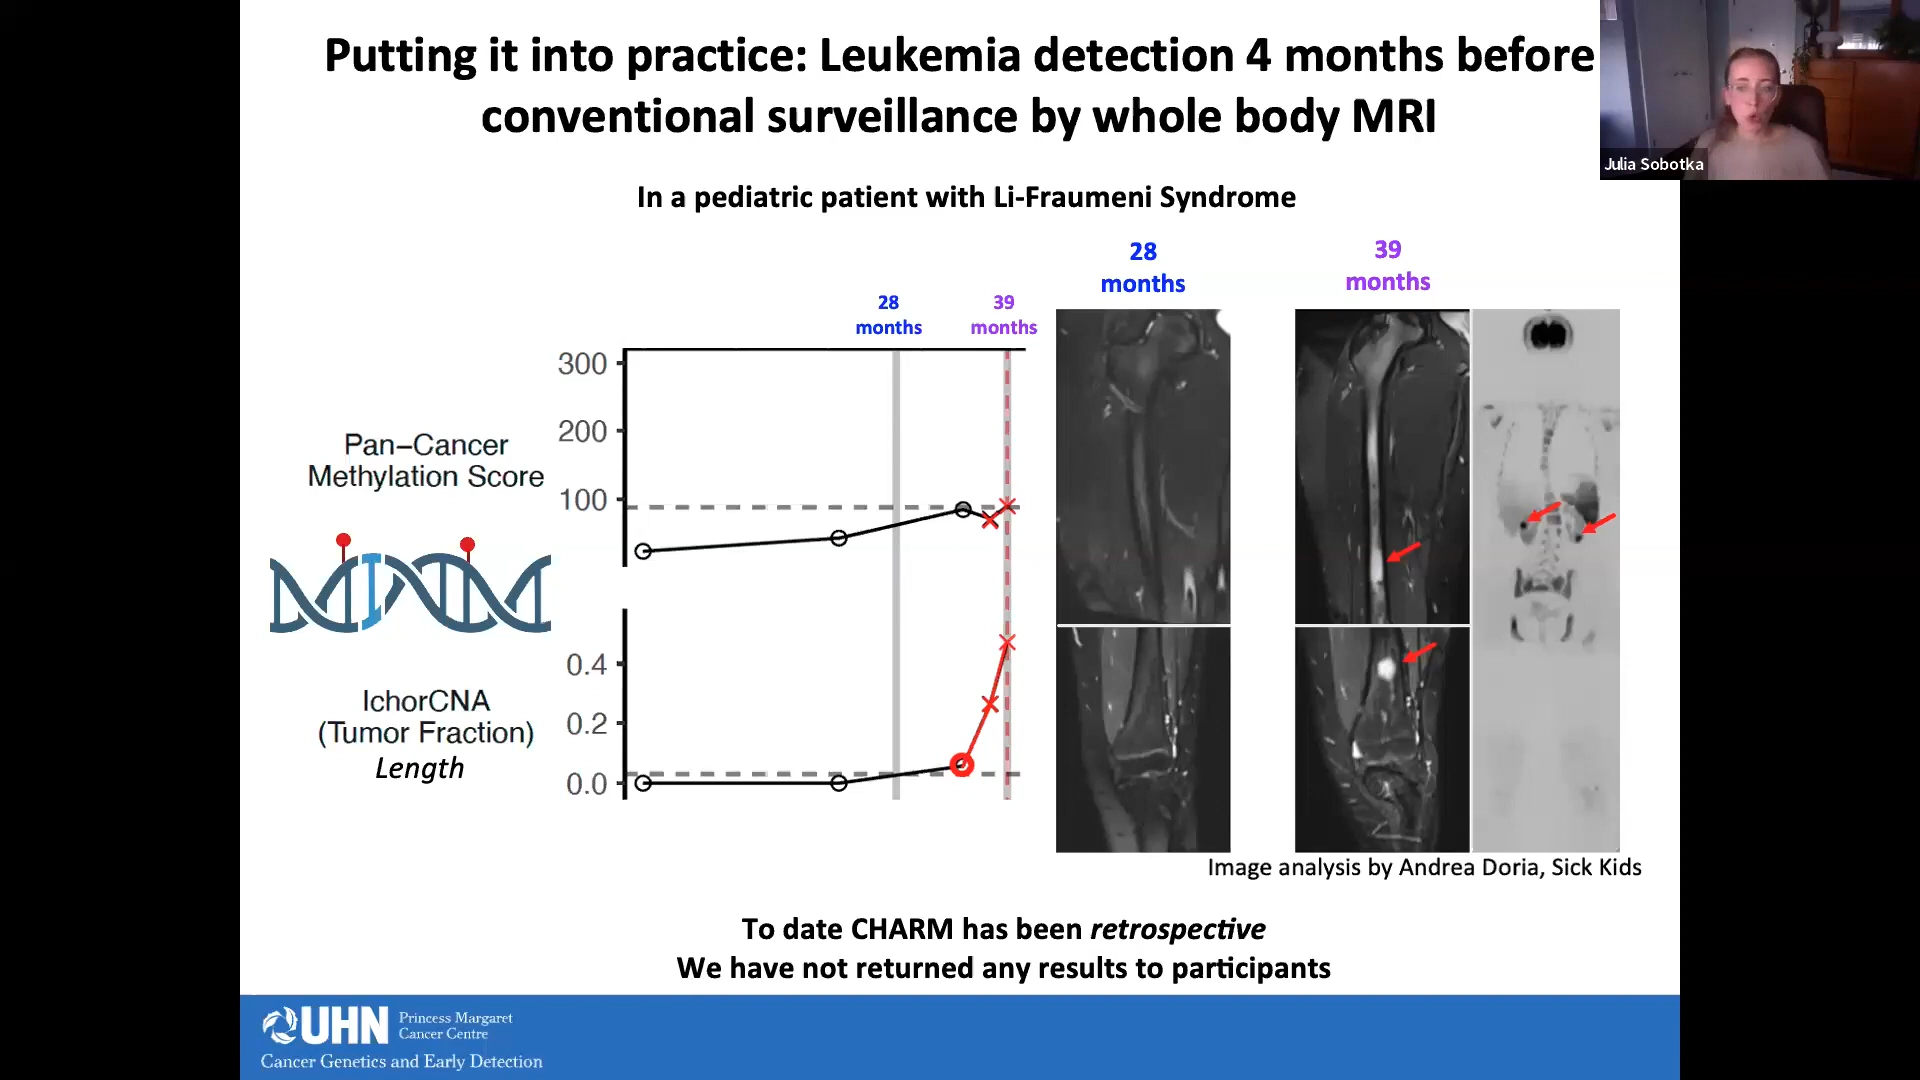 Putting it into practice: Leukemia detection 4 months before
conventional surveillance by whole body MRI
Julia Sobotka
In a pediatric patient with Li-Fraumeni Syndrome
28
months
39
months
28
months
39
months
300
200
100
Pan−Cancer
Methylation Score
0.4
0.2
0.0
IchorCNA
(Tumor Fraction)
Length
Image analysis by Andrea Doria, Sick Kids
To date CHARM has been retrospective
We have not returned any results to participants
UHN
Princess Margaret
Cancer Centre
Cancer Genetics and Early Detection